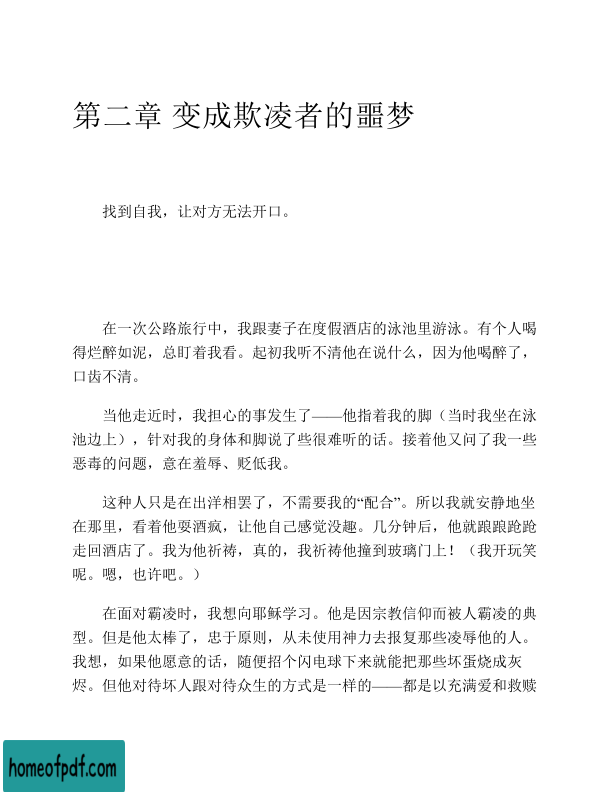 第二章 变成欺凌者的噩梦
找到自我，让对方无法开口。
在一次公路旅行中，我跟妻子在度假酒店的泳池里游泳。有个人喝
得烂醉如泥，总盯着我看。起初我听不清他在说什么，因为他喝醉了，
口齿不清。
当他走近时，我担心的事发生了——他指着我的脚（当时我坐在泳
池边上），针对我的身体和脚说了些很难听的话。接着他又问了我一些
恶毒的问题，意在羞辱、贬低我。
这种人只是在出洋相罢了，不需要我的“配合”。所以我就安静地坐
在那里，看着他耍酒疯，让他自己感觉没趣。几分钟后，他就踉踉跄跄
走回酒店了。我为他祈祷，真的，我祈祷他撞到玻璃门上！（我开玩笑
呢。嗯，也许吧。）
在面对霸凌时，我想向耶稣学习。他是因宗教信仰而被人霸凌的典
型。但是他太棒了，忠于原则，从未使用神力去报复那些凌辱他的人。
我想，如果他愿意的话，随便招个闪电球下来就能把那些坏蛋烧成灰
烬。但他对待坏人跟对待众生的方式是一样的——都是以充满爱和救赎
homeofpdf.com